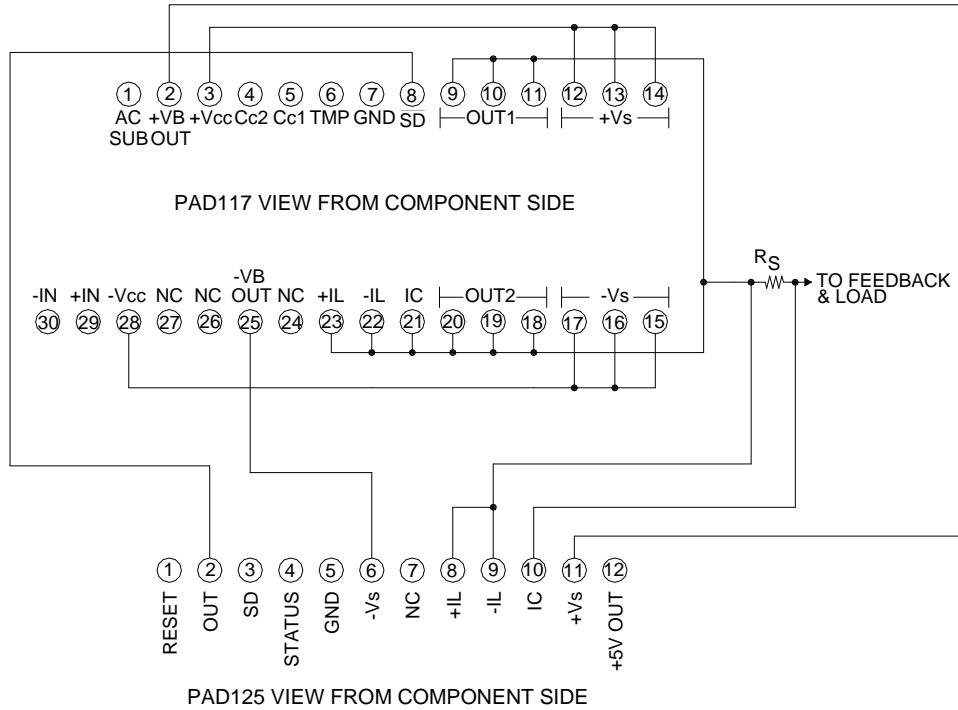 1 2 3 4 5 6 7 8 9 10 11 12 13 14
AC +VB +Vcc Cc2 Cc1 TMP GND SD OUT1 +Vs
SUB OUT
PAD117 VIEW FROM COMPONENT SIDE
-IN +IN -Vcc NC NC -VB OUT NC +IL -IL IC OUT2 -Vs
30 29 28 27 26 25 24 23 22 21 20 19 18 17 16 15
RS
TO FEEDBACK
& LOAD
1 2 3 4 5 6 7 8 9 10 11 12
RESET OUT SD STATUS GND -Vs NC +IL -IL IC +Vs +5V OUT
PAD125 VIEW FROM COMPONENT SIDE